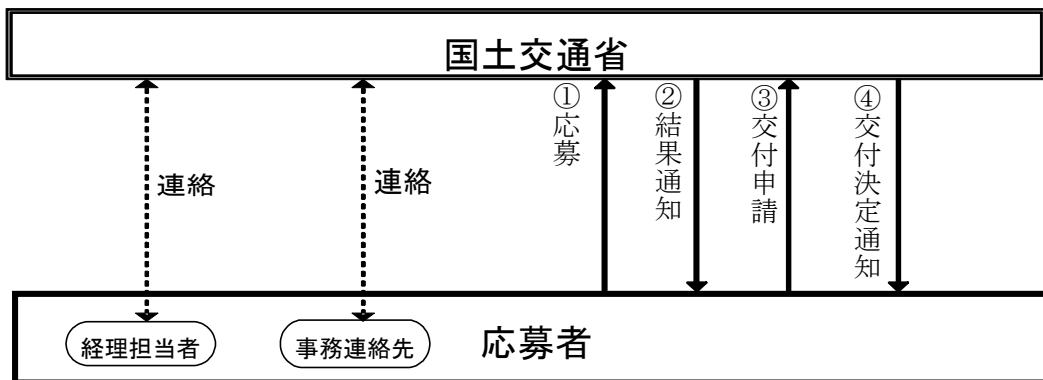 国土交通省
連絡
連絡
①応募
②結果通知
③交付申請
④交付決定通知
経理担当者
事務連絡先
応募者